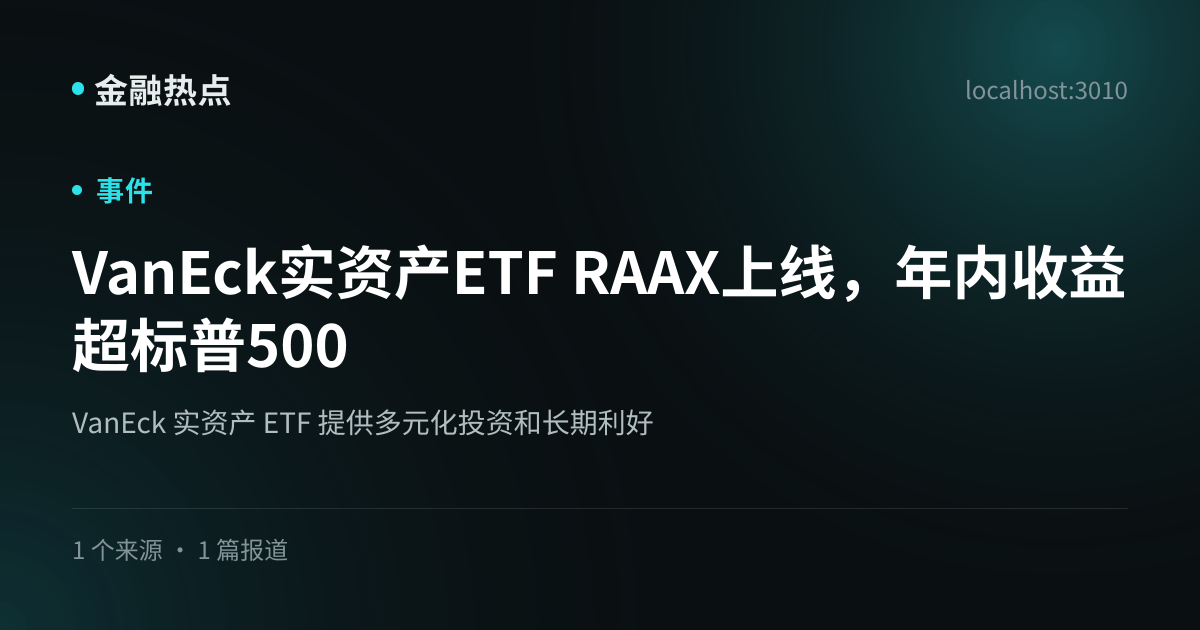 金融热点
localhost:3010
事件
VanEck实资产ETF RAAX上线，年内收益
超标普500
VanEck 实资产 ETF 提供多元化投资和长期利好
1 个来源 · 1 篇报道